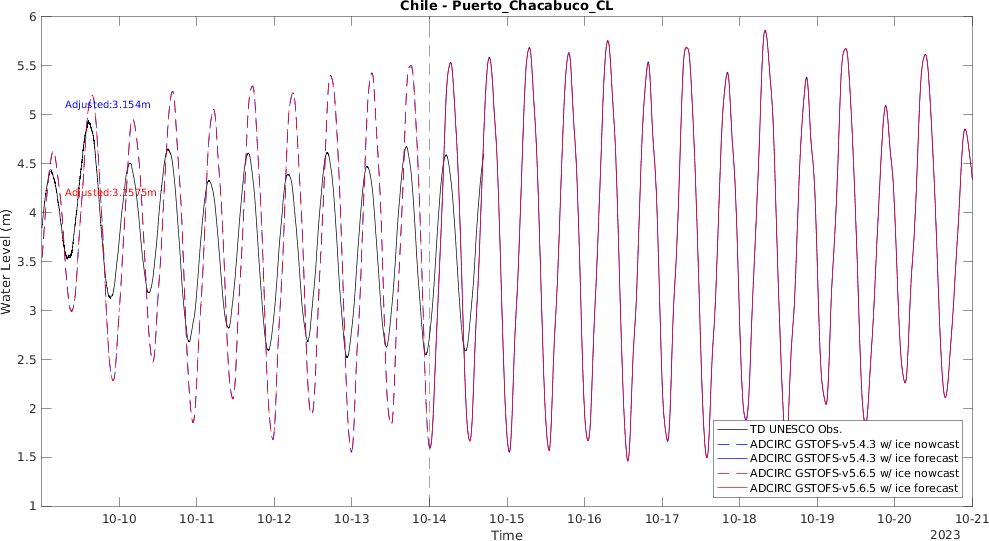 Chile - Puerto_Chacabuco_CL
6
5.5
5
4.5
4
3.5
3
2.5
2
1.5
1
Water Level (m)
Adjusted:3.154m
Adjusted:3.1575m
TD UNESCO Obs.
ADCIRC GSTOFS-v5.4.3 w/ ice nowcast
ADCIRC GSTOFS-v5.4.3 w/ ice forecast
ADCIRC GSTOFS-v5.6.5 w/ ice nowcast
ADCIRC GSTOFS-v5.6.5 w/ ice forecast
10-10 10-11 10-12 10-13 10-14 10-15 10-16 10-17 10-18 10-19 10-20 10-21
Time
2023